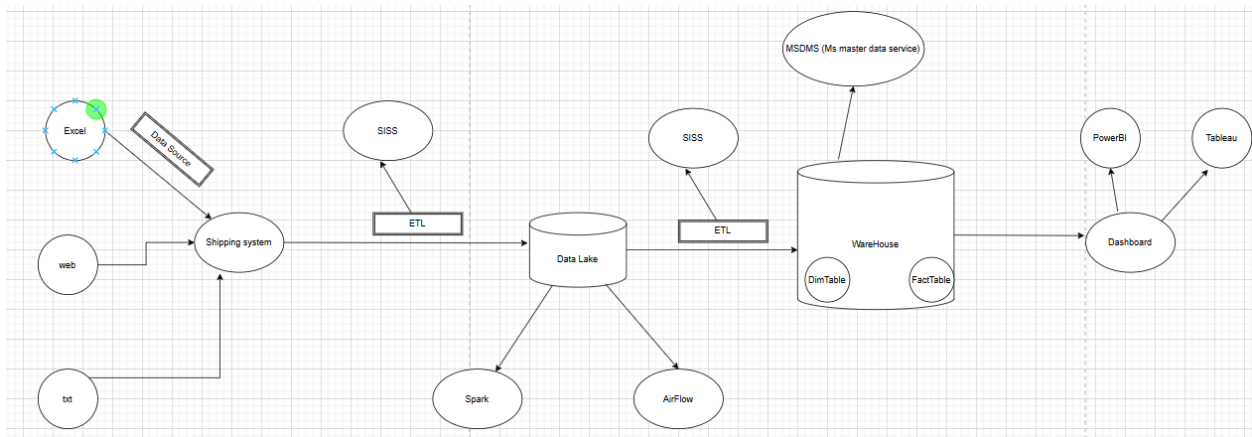 MSDMS (Ms master data service)
Excel
Data Source
SISS
SISS
PowerBI
Tableau
ETL
ETL
Shipping system
web
Data Lake
WareHouse
Dashboard
DimTable
FactTable
txt
Spark
AirFlow